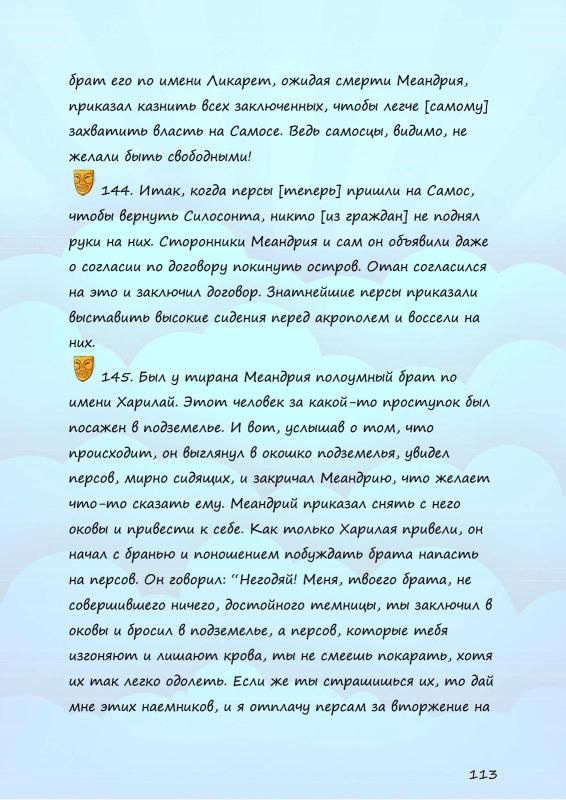 брат его по имени Ликарет, ожидая смерти Меандрия,
приказал казнить всех заключенных, чтобы легче [самому]
захватить власть на Самосе. Ведь самосцы, видимо, не
желали быть свободными!
144. Итак, когда персы [теперь] пришли на Самос,
чтобы вернуть Силосонта, никто [из граждан] не поднял
руки на них. Сторонники Меандрия и сам он объявили даже
о согласии по договору покинуть остров. Отан согласился
на это и заключил договор. Знатнейшие персы приказали
выставить высокие сидения перед акрополем и воссели на
них.
145. Был у тирана Меандрия полоумный брат по
имени Харилай. Этот человек за какой-то проступок был
посажен в подземелье. И вот, услышав о том, что
происходит, он выглянул в окошко подземелья, увидел
персов, мирно сидящих, и закричал Меандрию, что желает
что-то сказать ему. Меандрий приказал снять с него
оковы и привести к себе. Как только Харилая привели, он
начал с бранью и поношением побуждать брата напасть
на персов. Он говорил: “Негодяй! Меня, твоего брата, не
совершившего ничего, достойного темницы, ты заключил в
оковы и бросил в подземелье, а персов, которые тебя
изгоняют и лишают крова, ты не смеешь покарать, хотя
их так легко одолеть. Если же ты страшишься их, то дай
мне этих наемников, и я отплачу персам за вторжение на
113